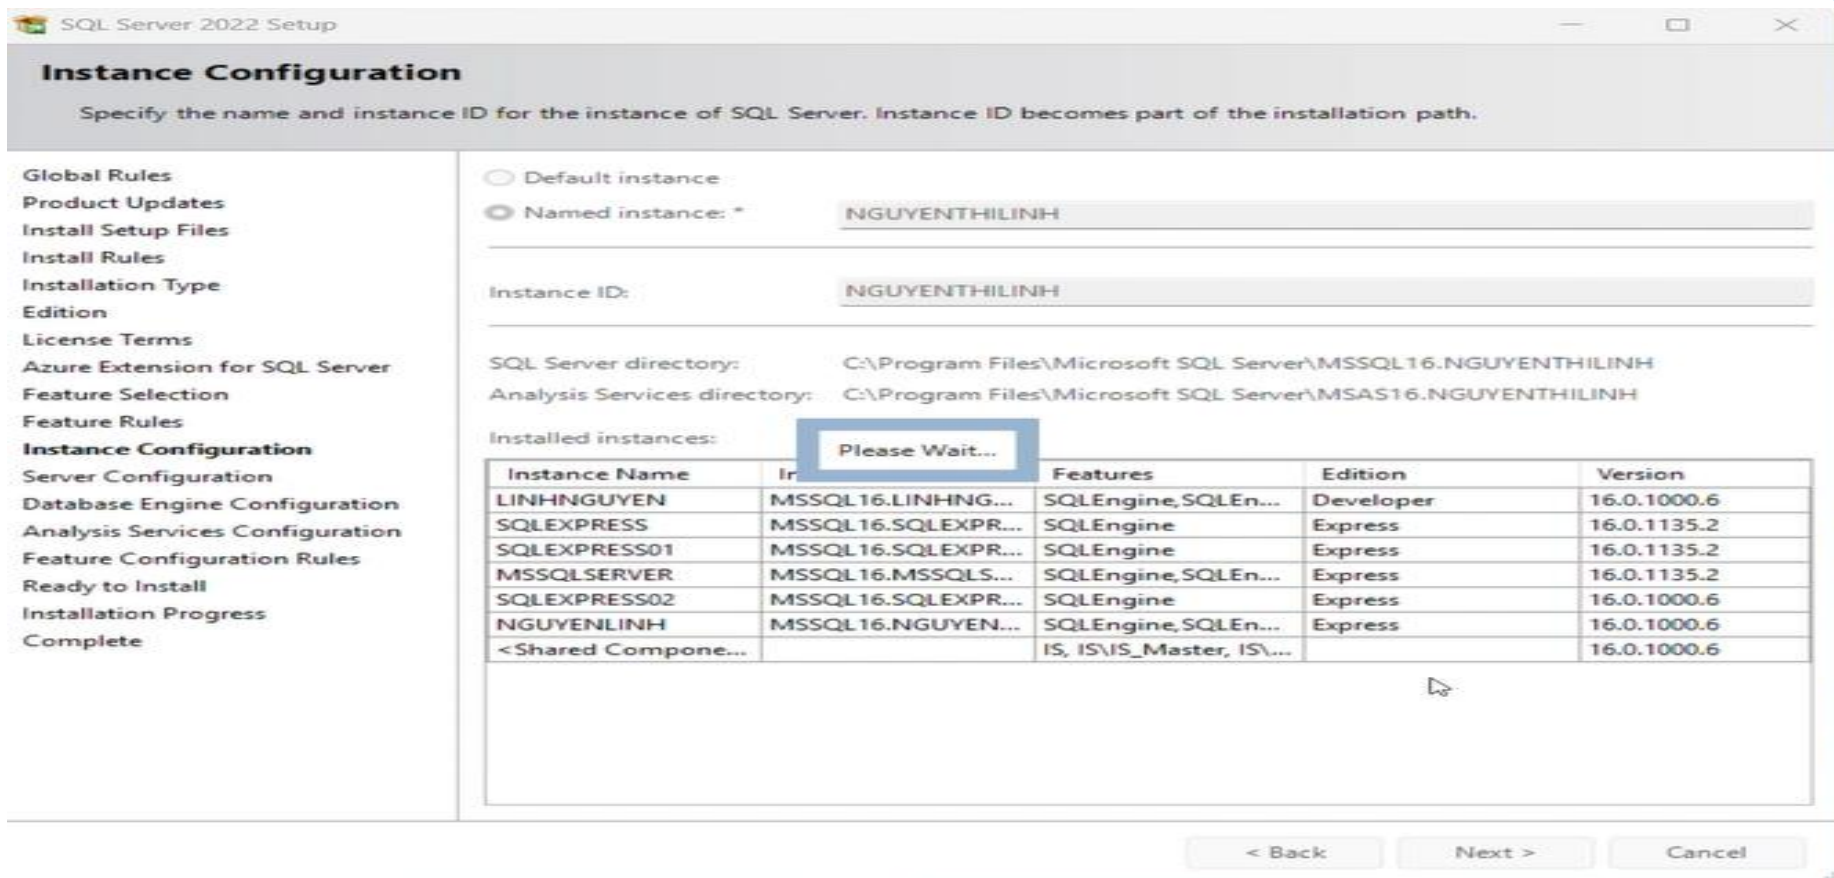 SQL Server 2022 Setup
Instance Configuration
Specify the name and instance ID for the instance of SQL Server. Instance ID becomes part of the installation path.
Global Rules
Product Updates
Install Setup Files
Install Rules
Installation Type
Edition
License Terms
Azure Extension for SQL Server
Feature Selection
Feature Rules
Instance Configuration
Server Configuration
Database Engine Configuration
Analysis Services Configuration
Feature Configuration Rules
Ready to Install
Installation Progress
Complete
Default instance
Named instance: * NGUYENTHILINH
Instance ID: NGUYENTHILINH
SQL Server directory: C:\Program Files\Microsoft SQL Server\MSSQL16.NGUYENTHILINH
Analysis Services directory: C:\Program Files\Microsoft SQL Server\MSAS16.NGUYENTHILINH
Installed instances:
Please Wait...
Instance Name Features Edition Version
LINHNGUYEN MSSQL16.LINHNG... SQLEngine,SQLEn... Developer 16.0.1000.6
SQLEXPRESS MSSQL16.SQLEXPR... SQLEngine Express 16.0.1135.2
SQLEXPRESS01 MSSQL16.SQLEXPR... SQLEngine Express 16.0.1135.2
MSSQLSERVER MSSQL16.MSSQLS... SQLEngine,SQLEn... Express 16.0.1135.2
SQLEXPRESS02 MSSQL16.SQLEXPR... SQLEngine Express 16.0.1000.6
NGUYENLINH MSSQL16.NGUYEN... SQLEngine,SQLEn... Express 16.0.1000.6
<Shared Compone... IS, IS\IS_Master, IS\... 16.0.1000.6
< Back Next > Cancel